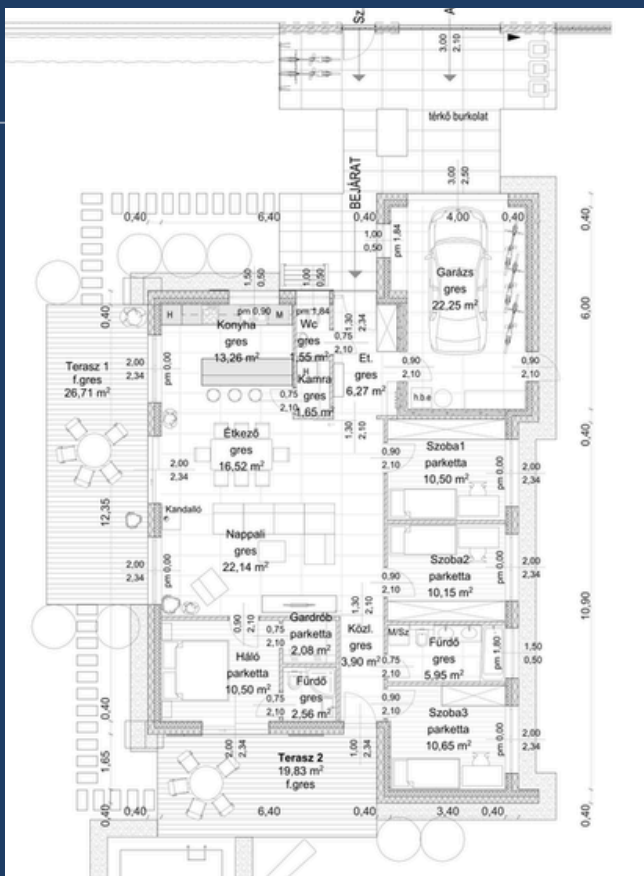 Sz.
A
3,00
2,10
térkő burkolat
BEJÁRAT
3,00
2,50
0,40
6,40
0,40
4,00
0,40
0,40
1,00
0,50
pm 1,84
Garázs
gres
22,25 m²
6,00
1,50
0,50
1,00
0,50
0,40
H
pm 0,90
M
pm 1,84
Konyha
gres
13,26 m²
Wc
gres
1,55 m²
1,30
2,34
0,75
2,10
Et.
gres
6,27 m²
Terasz 1
f.gres
26,71 m²
2,00
2,34
pm 0,00
H
Kamra
gres
1,65 m²
0,75
2,10
0,90
2,10
0,90
2,10
h.b.e
0,40
Étkező
gres
16,52 m²
1,30
2,10
2,00
2,34
0,90
2,10
Szoba1
parketta
10,50 m²
pm 0,00
2,00
2,34
12,35
Kandalló
Nappali
gres
22,14 m²
2,00
2,34
pm 0,00
0,90
2,10
Szoba2
parketta
10,15 m²
pm 0,00
2,00
2,34
10,90
1,30
2,10
0,90
2,10
0,75
2,10
Gardrób
parketta
2,08 m²
Közl.
gres
3,90 m²
M/Sz
0,75
2,10
Fürdő
gres
5,95 m²
pm 1,80
1,50
0,50
Háló
parketta
10,50 m²
0,75
2,10
Fürdő
gres
2,56 m²
0,90
2,10
Szoba3
parketta
10,65 m²
pm 0,00
2,00
2,34
0,40
1,65
0,40
2,00
2,34
Terasz 2
19,83 m²
f.gres
1,00
2,34
0,40
6,40
0,40
3,40
0,40
0,40